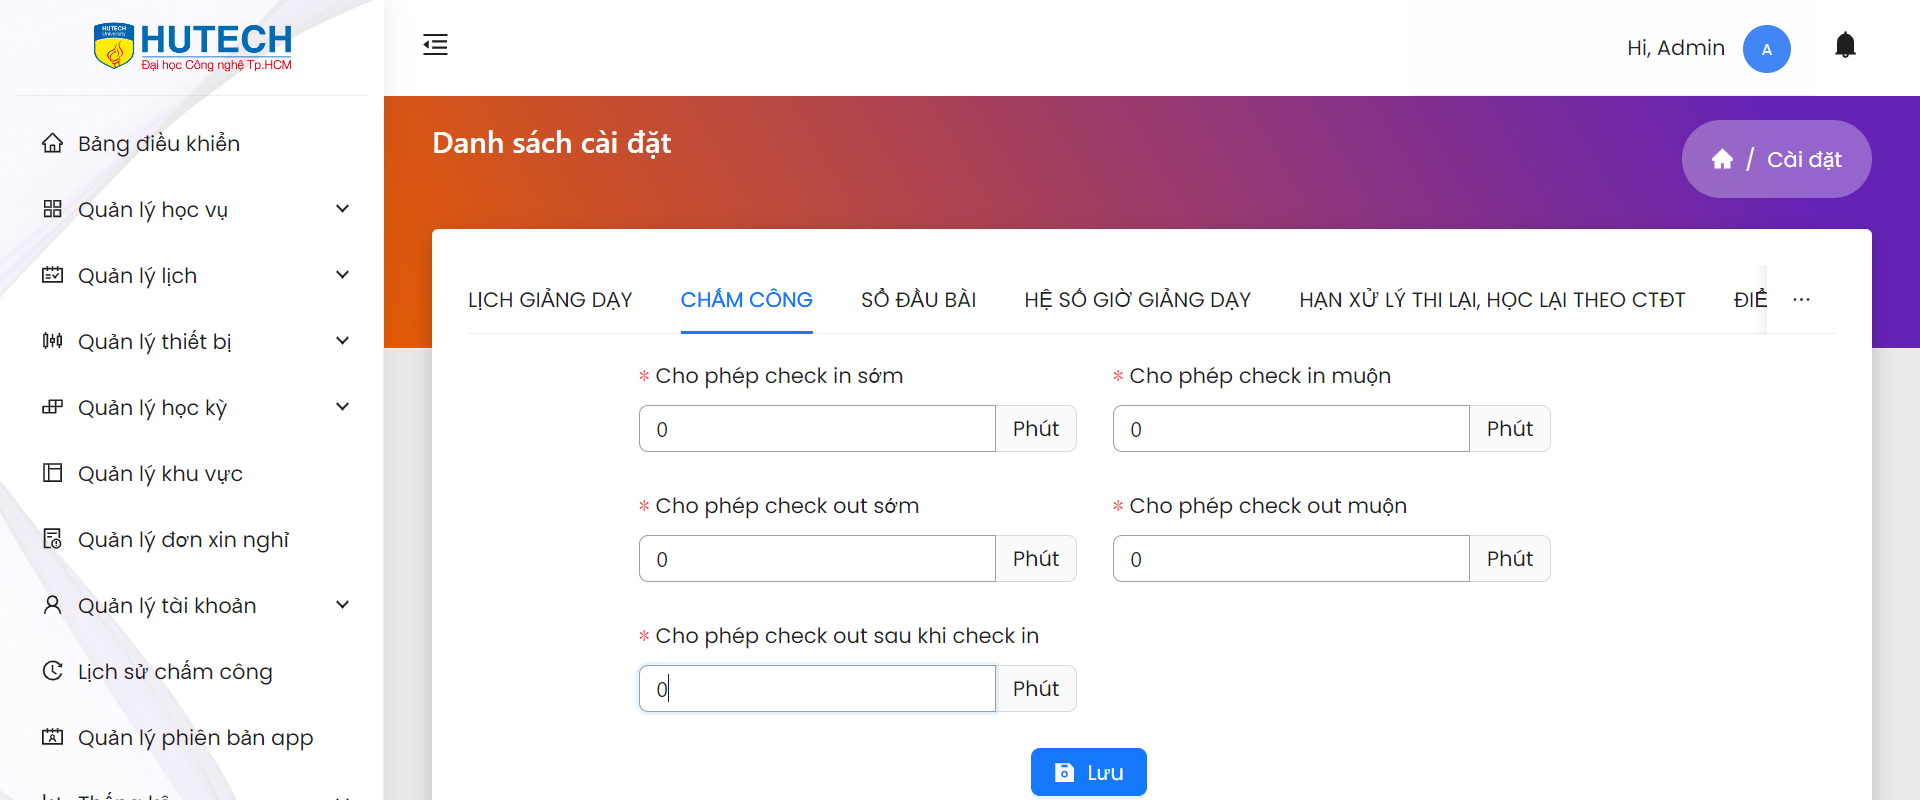 HUTECH
University
HUTECH
Đại học Công nghệ Tp.HCM
Hi, Admin
A
Bảng điều khiển
Quản lý học vụ
Quản lý lịch
Quản lý thiết bị
Quản lý học kỳ
Quản lý khu vực
Quản lý đơn xin nghỉ
Quản lý tài khoản
Lịch sử chấm công
Quản lý phiên bản app
Danh sách cài đặt
/ Cài đặt
LỊCH GIẢNG DẠY
CHẤM CÔNG
SỔ ĐẦU BÀI
HỆ SỐ GIỜ GIẢNG DẠY
HẠN XỬ LÝ THI LẠI, HỌC LẠI THEO CTĐT
ĐIỂ
···
* Cho phép check in sớm
0 Phút
* Cho phép check in muộn
0 Phút
* Cho phép check out sớm
0 Phút
* Cho phép check out muộn
0 Phút
* Cho phép check out sau khi check in
0 Phút
Lưu